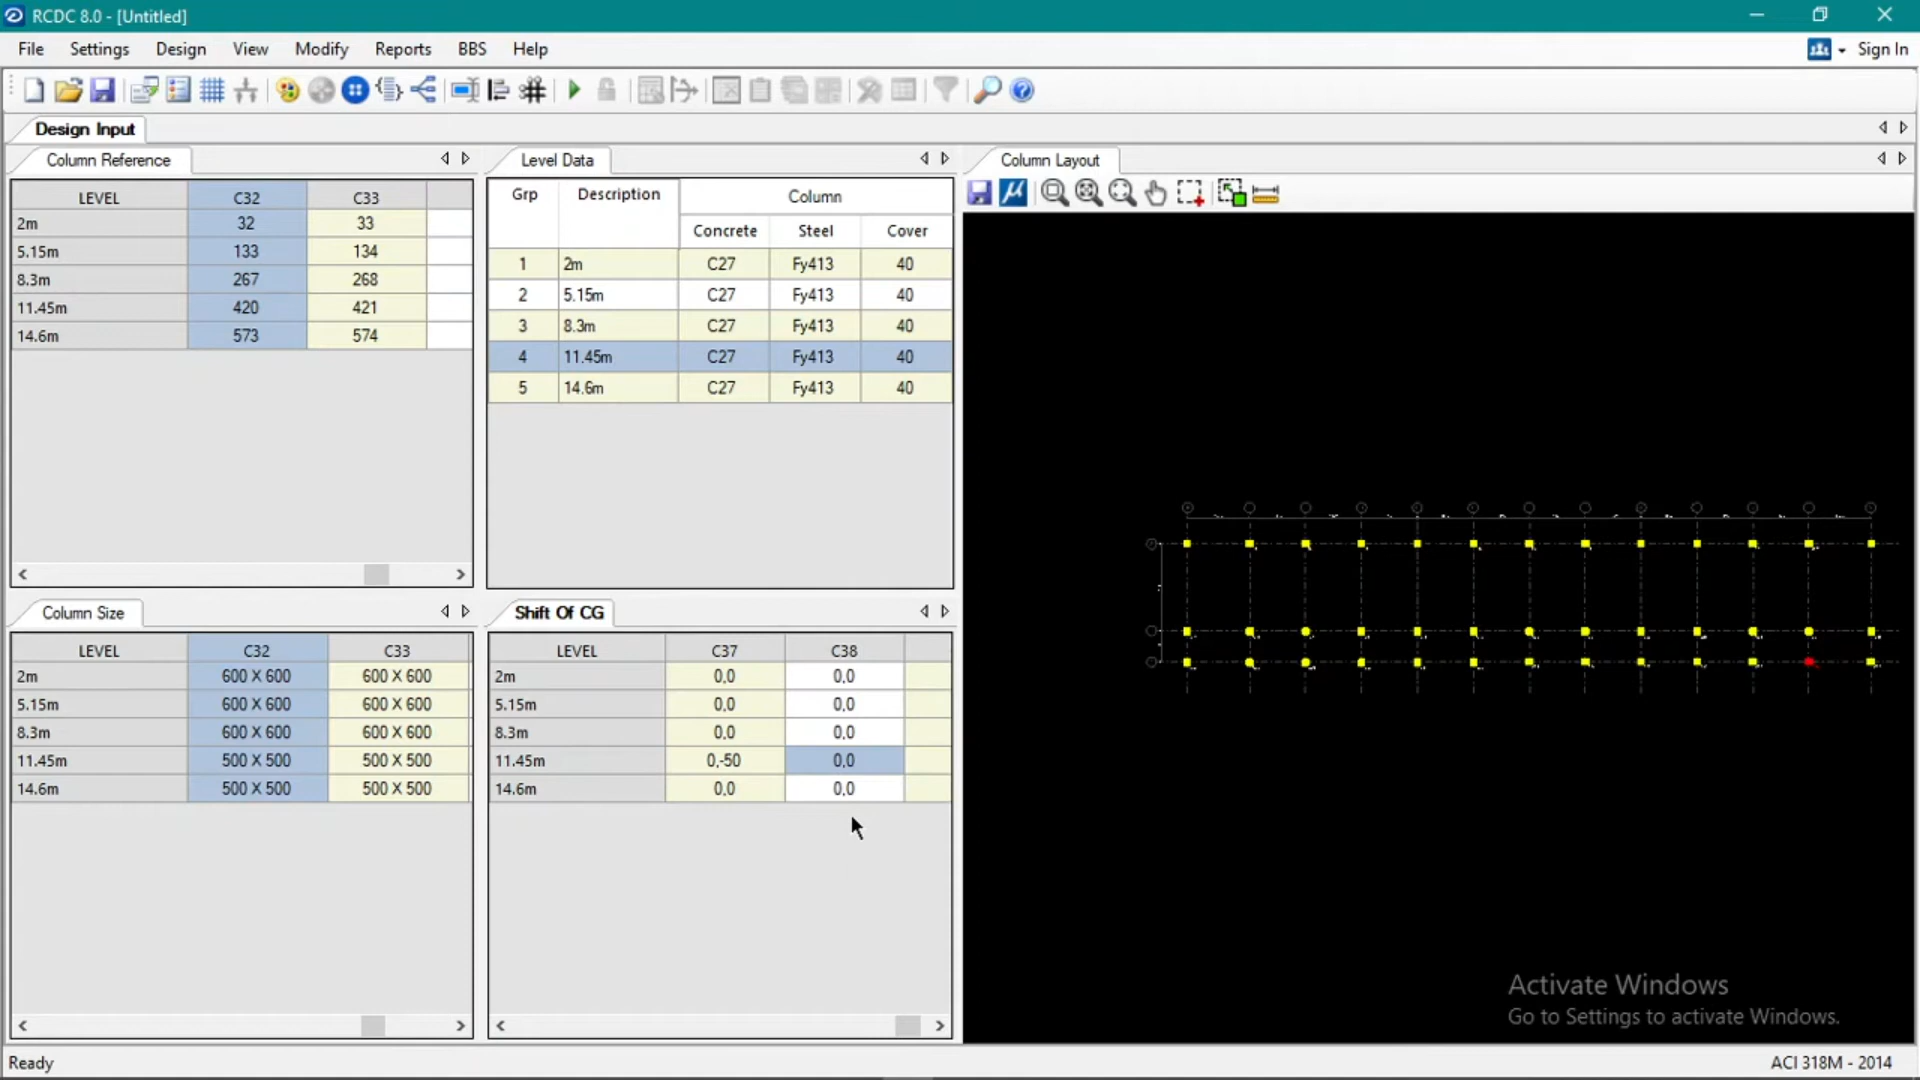 RCDC 8.0 - [Untitled]
File Settings Design View Modify Reports BBS Help
Sign In
Design Input
Column Reference
LEVEL C32 C33
2m 32 33
5.15m 133 134
8.3m 267 268
11.45m 420 421
14.6m 573 574
Level Data
Grp Description Column
Concrete Steel Cover
1 2m C27 Fy413 40
2 5.15m C27 Fy413 40
3 8.3m C27 Fy413 40
4 11.45m C27 Fy413 40
5 14.6m C27 Fy413 40
Column Layout
Column Size
LEVEL C32 C33
2m 600 X 600 600 X 600
5.15m 600 X 600 600 X 600
8.3m 600 X 600 600 X 600
11.45m 500 X 500 500 X 500
14.6m 500 X 500 500 X 500
Shift Of CG
LEVEL C37 C38
2m 0,0 0,0
5.15m 0,0 0,0
8.3m 0,0 0,0
11.45m 0,-50 0,0
14.6m 0,0 0,0
Activate Windows
Go to Settings to activate Windows.
Ready
ACI 318M - 2014